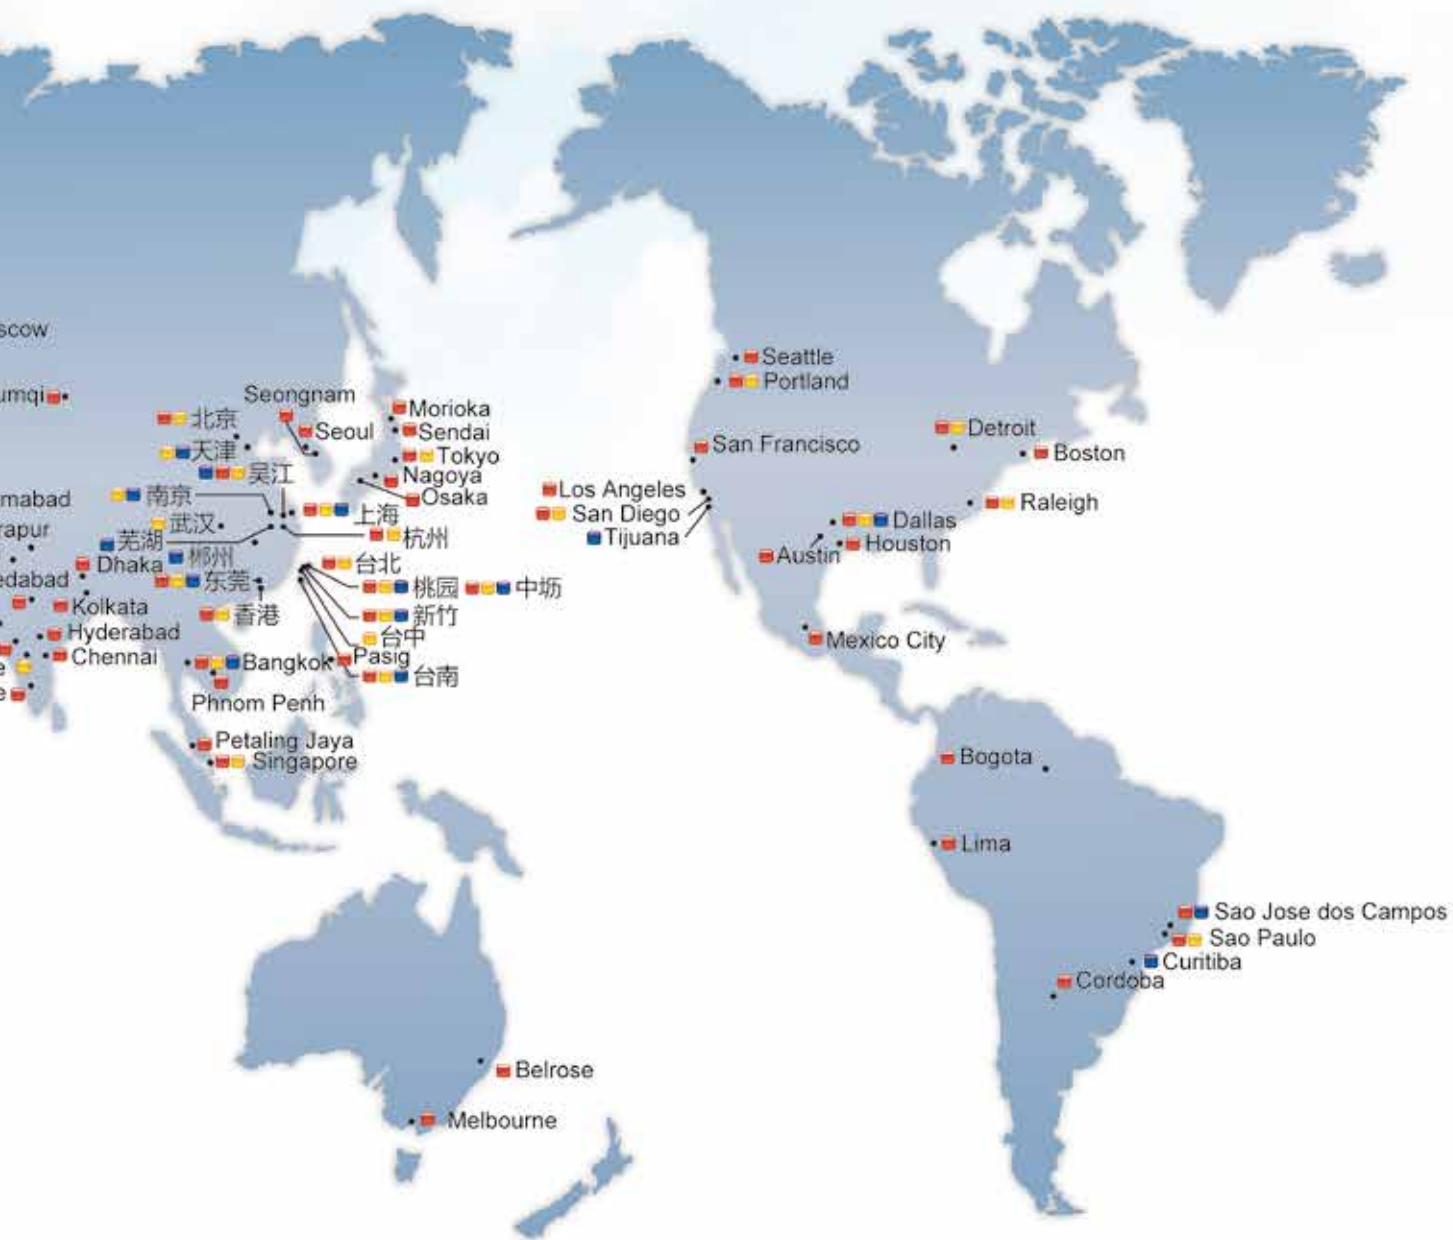 scow
umqi
Seongnam
Seoul
北京
天津
吴江
南京
武汉
芜湖
郴州
东莞
香港
上海
杭州
台北
桃园
中坜
新竹
台中
台南
Morioka
Sendai
Tokyo
Nagoya
Osaka
mabad
rapur
edabad
Dhaka
Kolkata
Hyderabad
Chennai
e
e
Bangkok
Pasig
Phnom Penh
Petaling Jaya
Singapore
Belrose
Melbourne
Seattle
Portland
San Francisco
Los Angeles
San Diego
Tijuana
Detroit
Boston
Raleigh
Dallas
Houston
Austin
Mexico City
Bogota
Lima
Sao Jose dos Campos
Sao Paulo
Curitiba
Cordoba